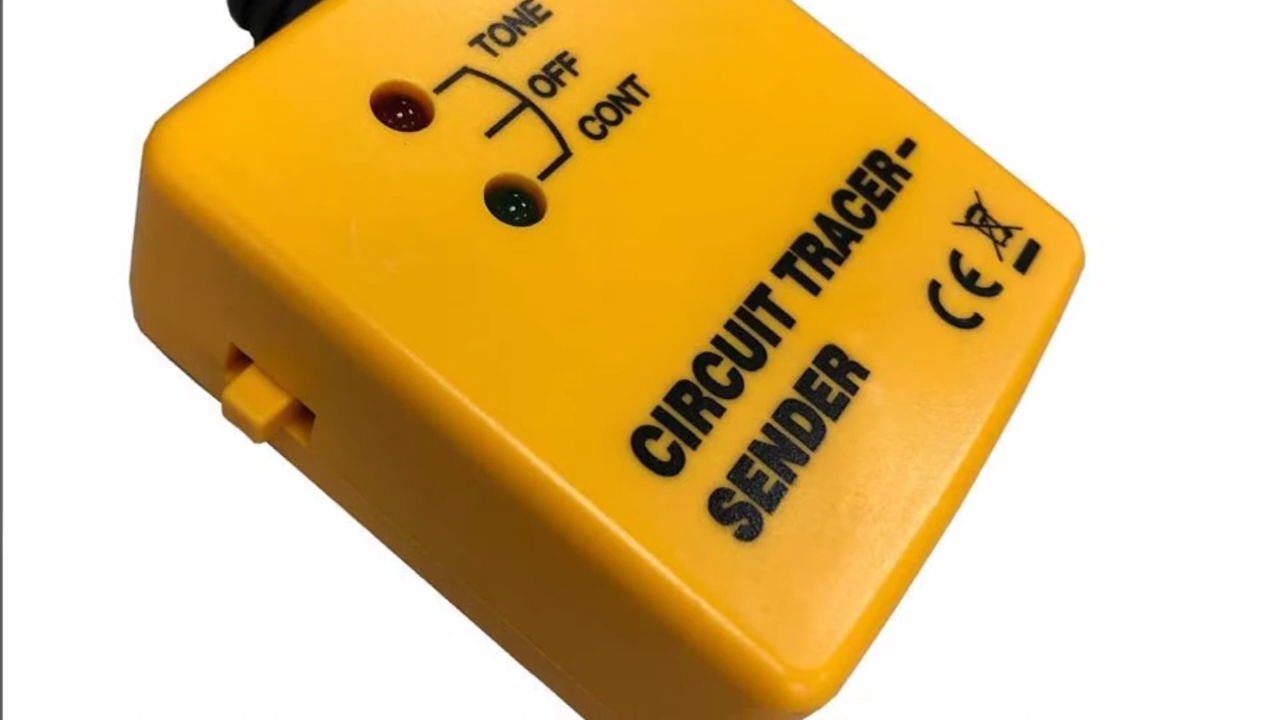 TONE
OFF
CONT
CIRCUIT TRACER-
SENDER
CE